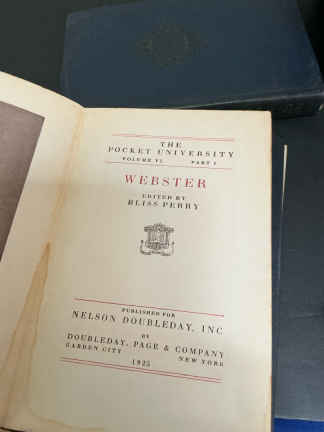 THE
POCKET UNIVERSITY
VOLUME VI PART I
WEBSTER
EDITED BY
BLISS PERRY
PUBLISHED FOR
NELSON DOUBLEDAY, INC
BY
DOUBLEDAY, PAGE & COMPANY
GARDEN CITY NEW YORK
1925